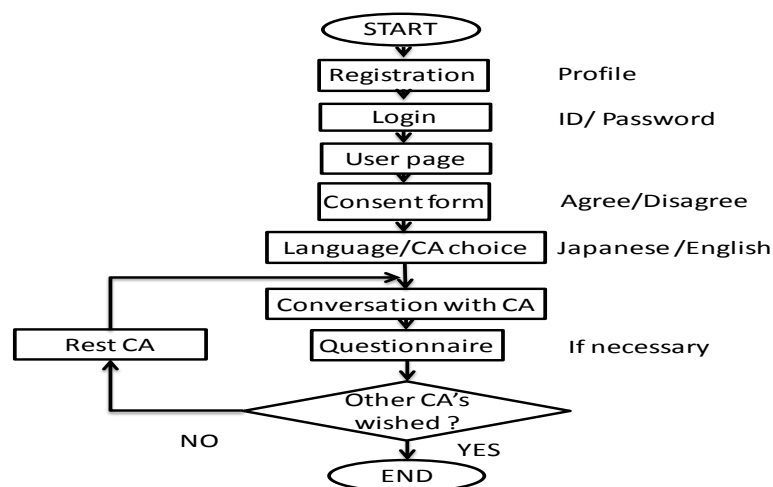 START
Registration Profile
Login ID/ Password
User page
Consent form Agree/Disagree
Language/CA choice Japanese/English
Conversation with CA
Rest CA Questionnaire If necessary
Other CA's
wished ?
NO YES
END